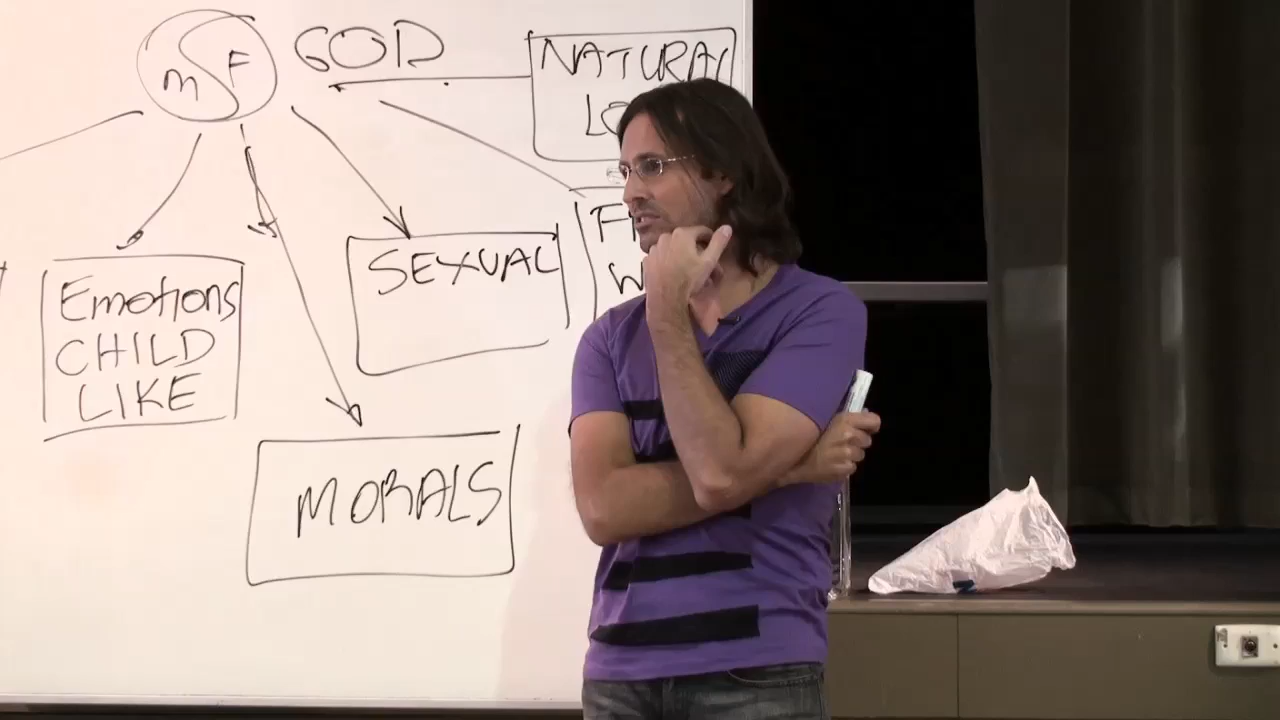 m F GOD
NATURAL
SEXUAL
Emotions
CHILD
LIKE
MORALS